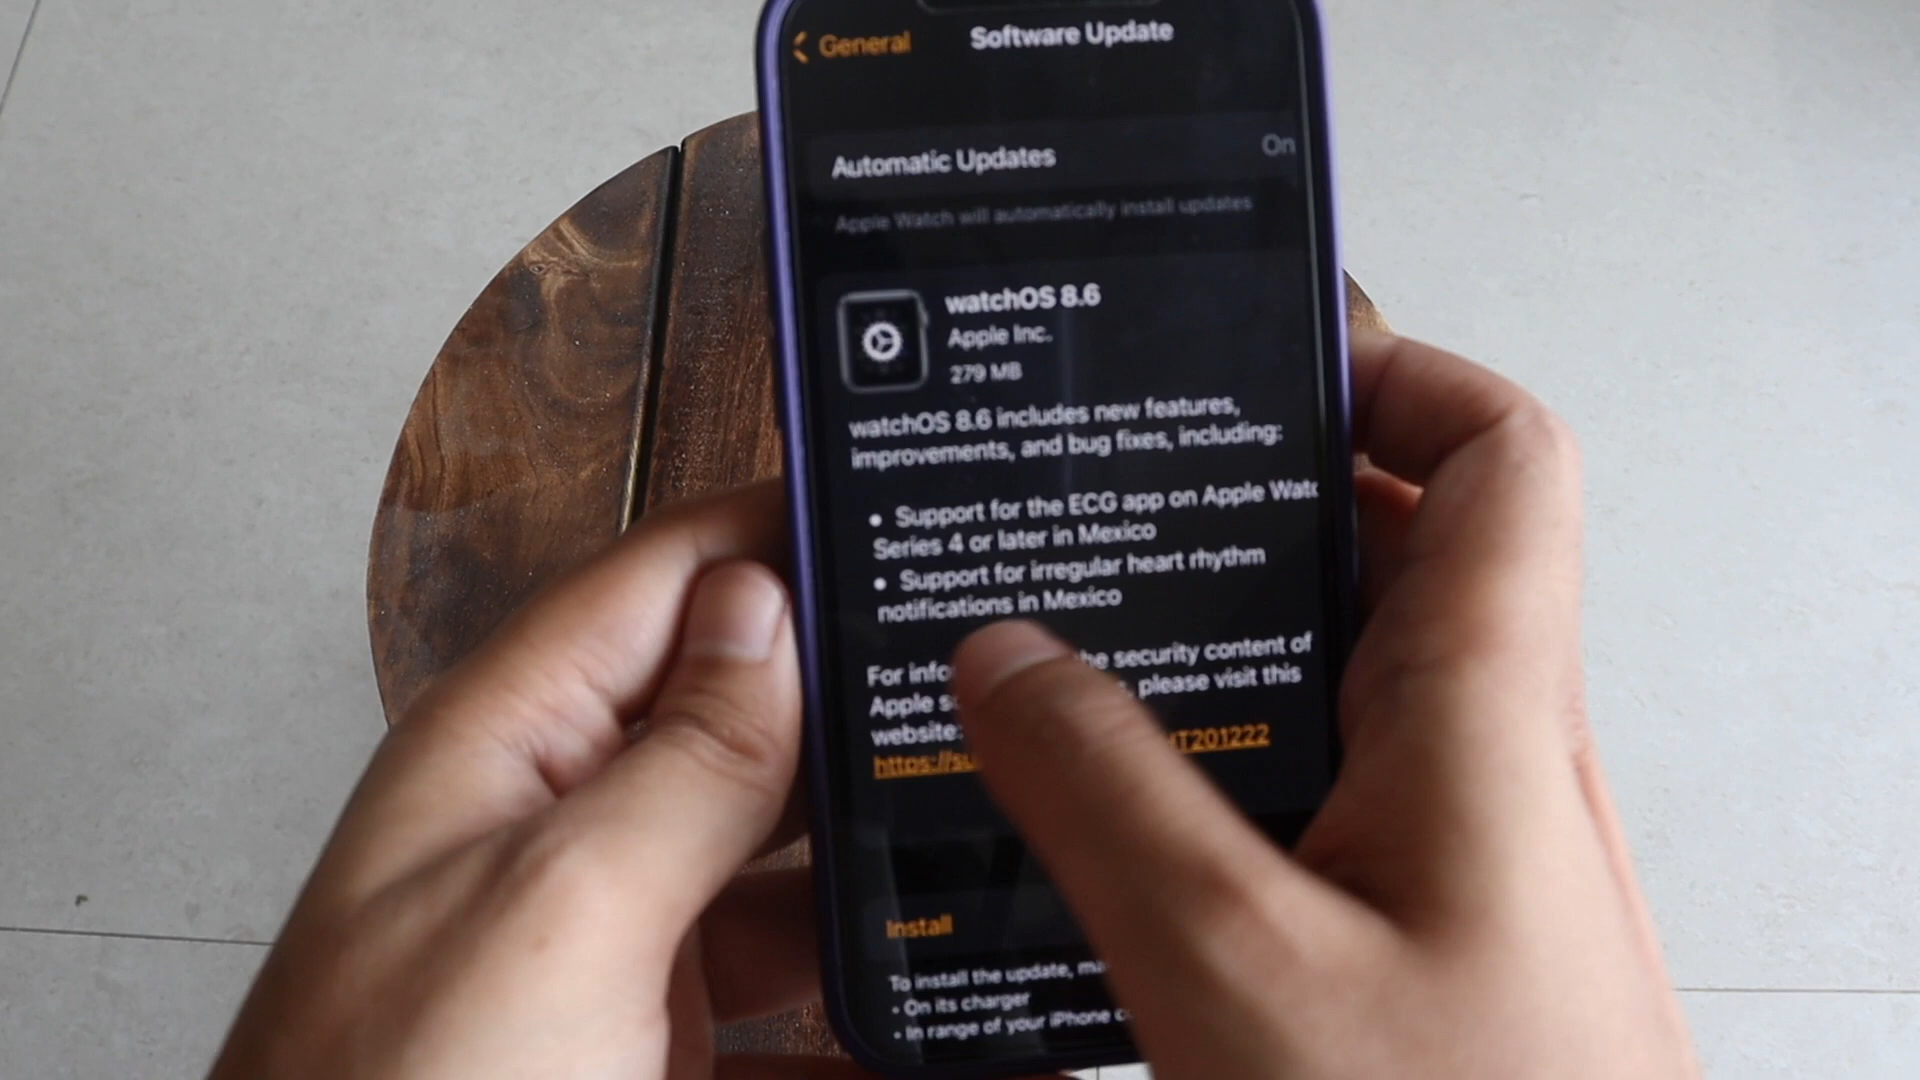 General
Software Update
Automatic Updates
On
Apple Watch will automatically install updates
watchOS 8.6
Apple Inc.
279 MB
watchOS 8.6 includes new features,
improvements, and bug fixes, including:
• Support for the ECG app on Apple Watc
Series 4 or later in Mexico
• Support for irregular heart rhythm
notifications in Mexico
For info he security content of
Apple s please visit this
website:
https://su HT201222
Install
To install the update, ma
• On its charger
• In range of your iPhone c